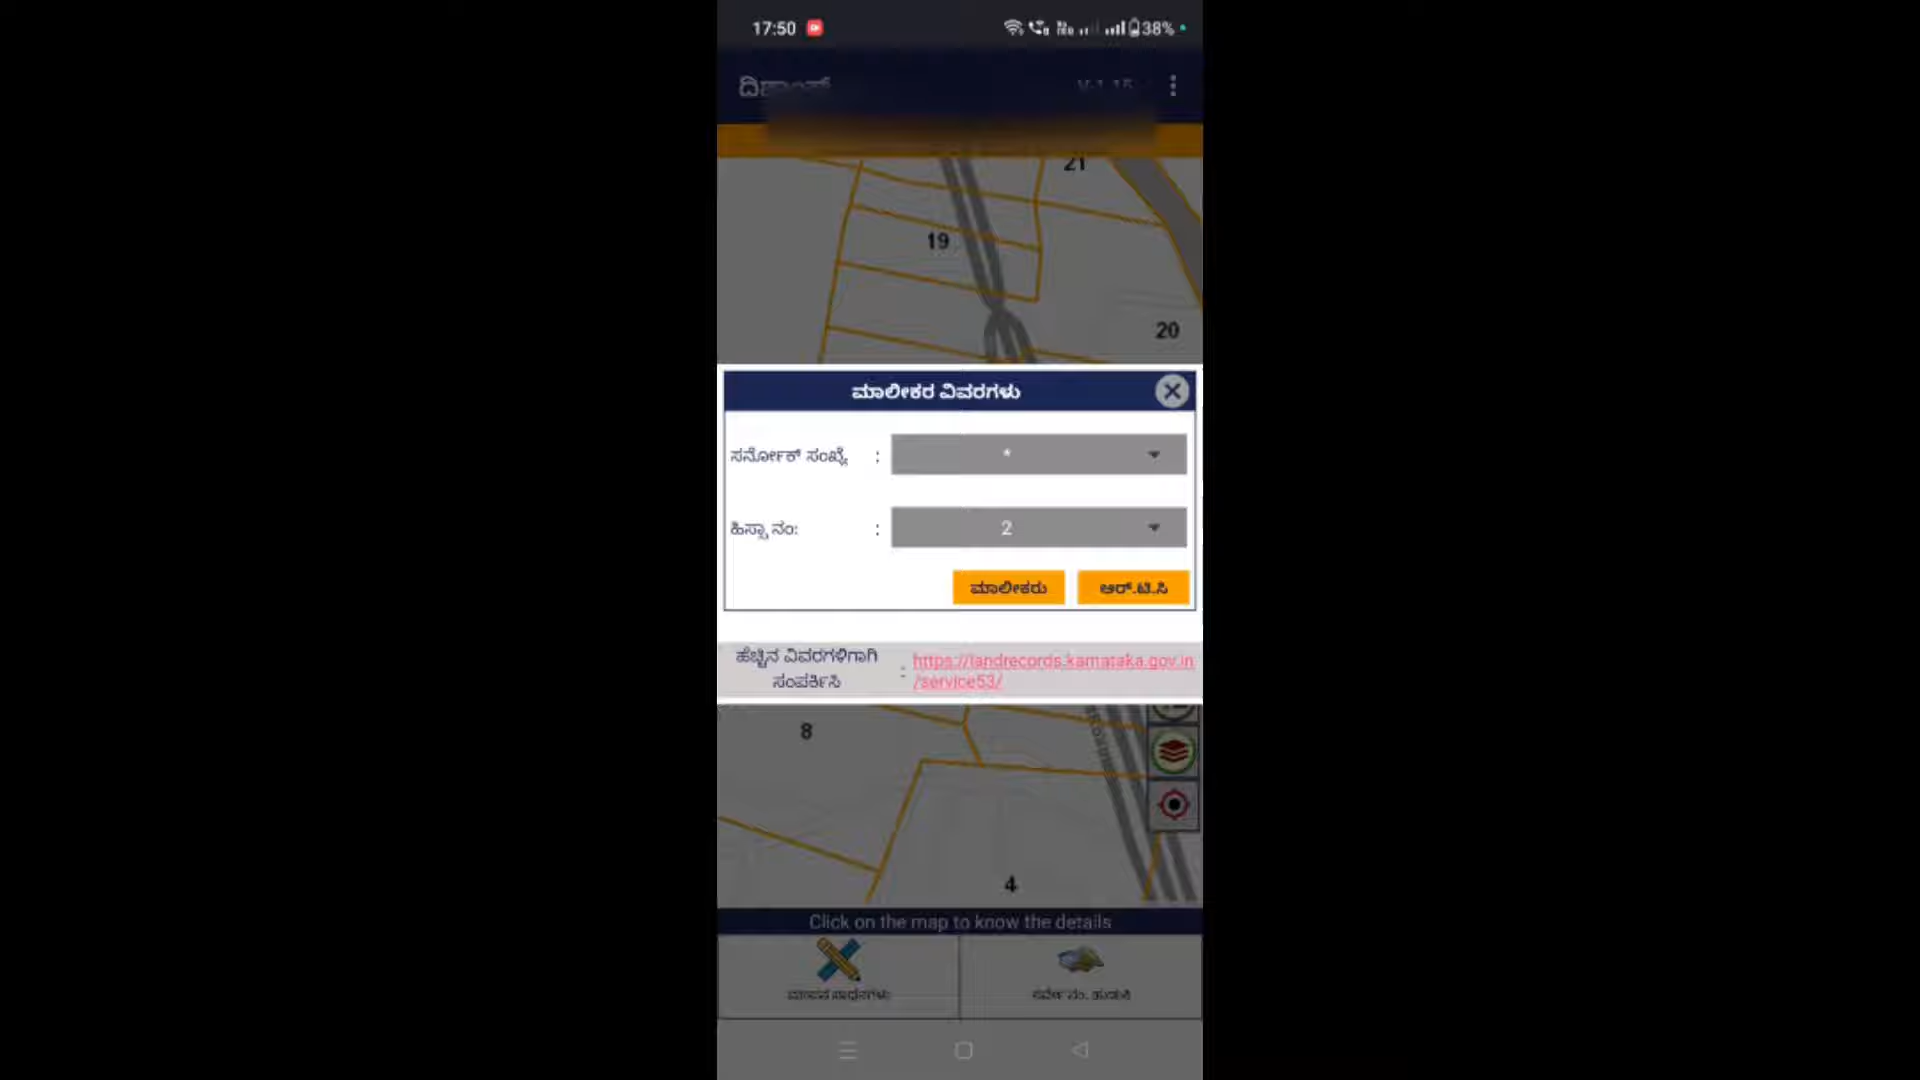 17:50
38%
21
19
20
ಮಾಲೀಕರ ವಿವರಗಳು
ಸರ್ನೋಕ್ ಸಂಖ್ಯೆ : *
ಹಿಸ್ಸಾ ನಂ: : 2
ಮಾಲೀಕರು ಆರ್.ಟಿ.ಸಿ
ಹೆಚ್ಚಿನ ವಿವರಗಳಿಗಾಗಿ
ಸಂಪರ್ಕಿಸಿ :
https://landrecords.karnataka.gov.in
/service53/
8
4
Click on the map to know the details